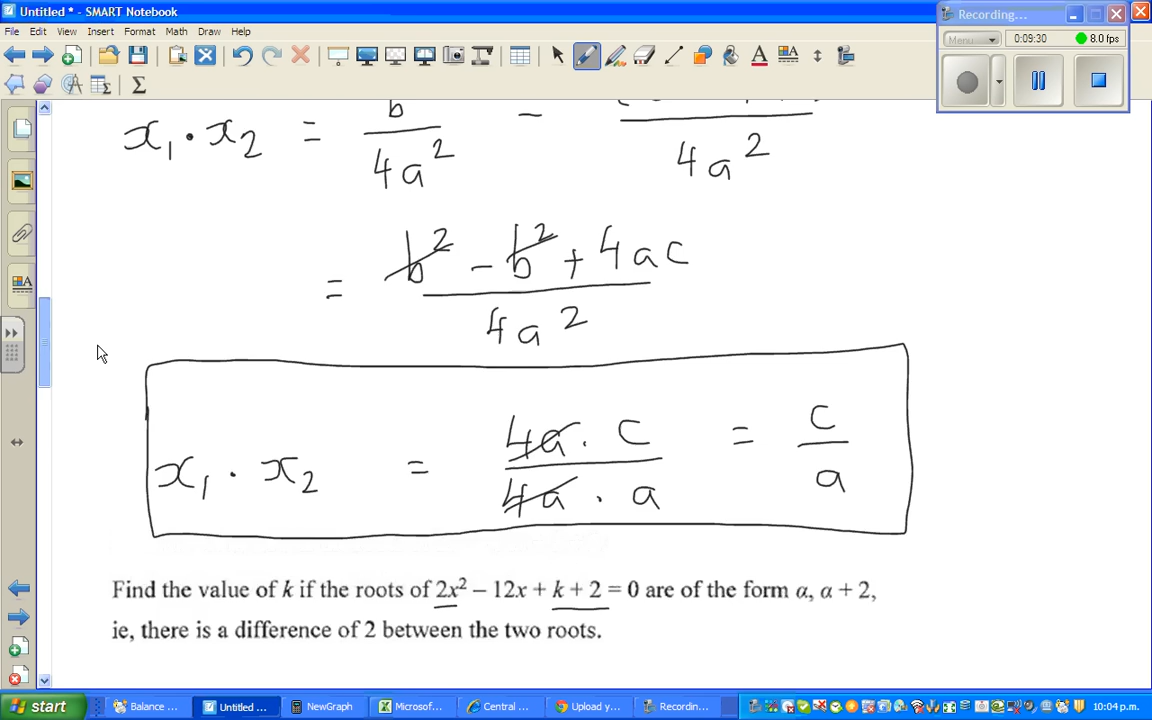 Untitled * - SMART Notebook
Recording...
File Edit View Insert Format Math Draw Help
Menu 0:09:30 8.0 fps
x₁ · x₂ = b / 4a² - / 4a²
= b² - b² + 4ac / 4a²
x₁ · x₂ = 4a · c / 4a · a = c / a
Find the value of k if the roots of 2x² – 12x + k + 2 = 0 are of the form α, α + 2,
ie, there is a difference of 2 between the two roots.
start Balance ... Untitled ... NewGraph Microsof... Central ... Upload y... Recordin... 10:04 p.m.